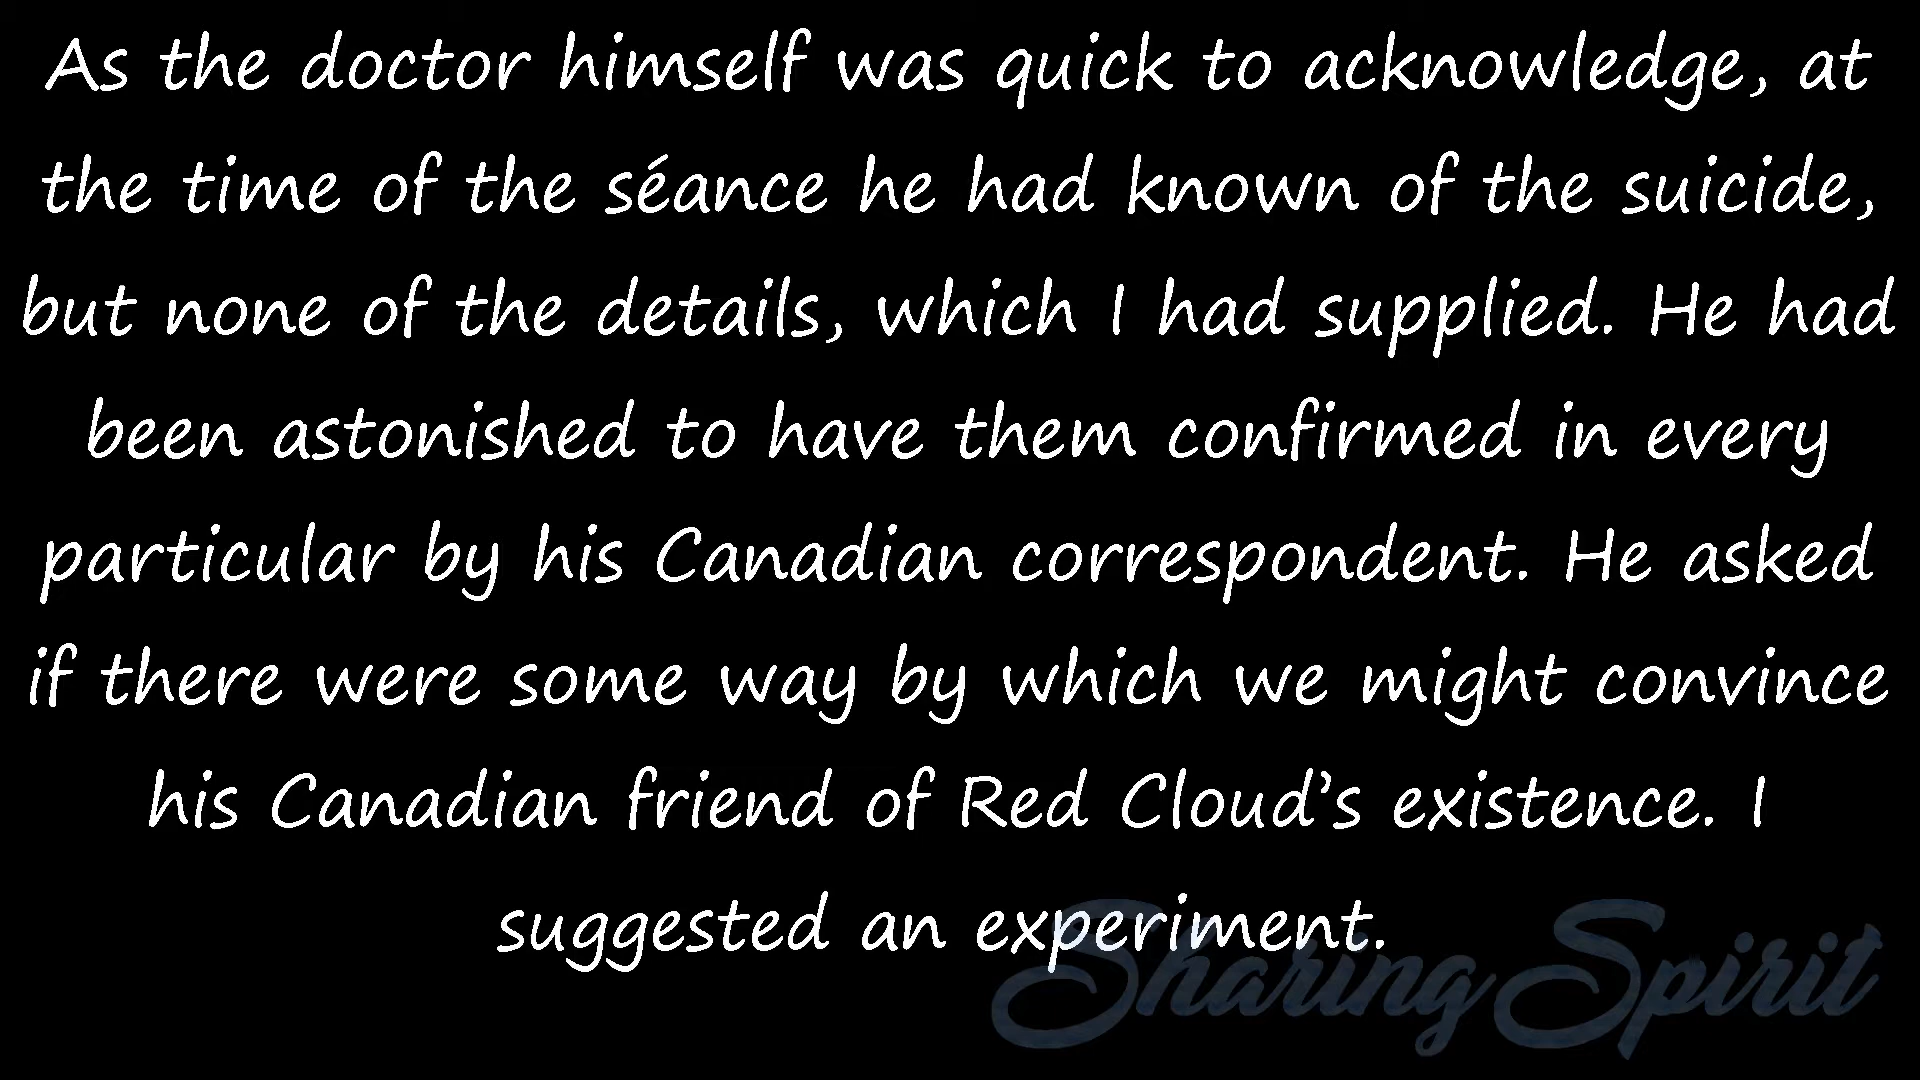 As the doctor himself was quick to acknowledge, at
the time of the séance he had known of the suicide,
but none of the details, which I had supplied. He had
been astonished to have them confirmed in every
particular by his Canadian correspondent. He asked
if there were some way by which we might convince
his Canadian friend of Red Cloud’s existence. I
suggested an experiment.
Sharing Spirit